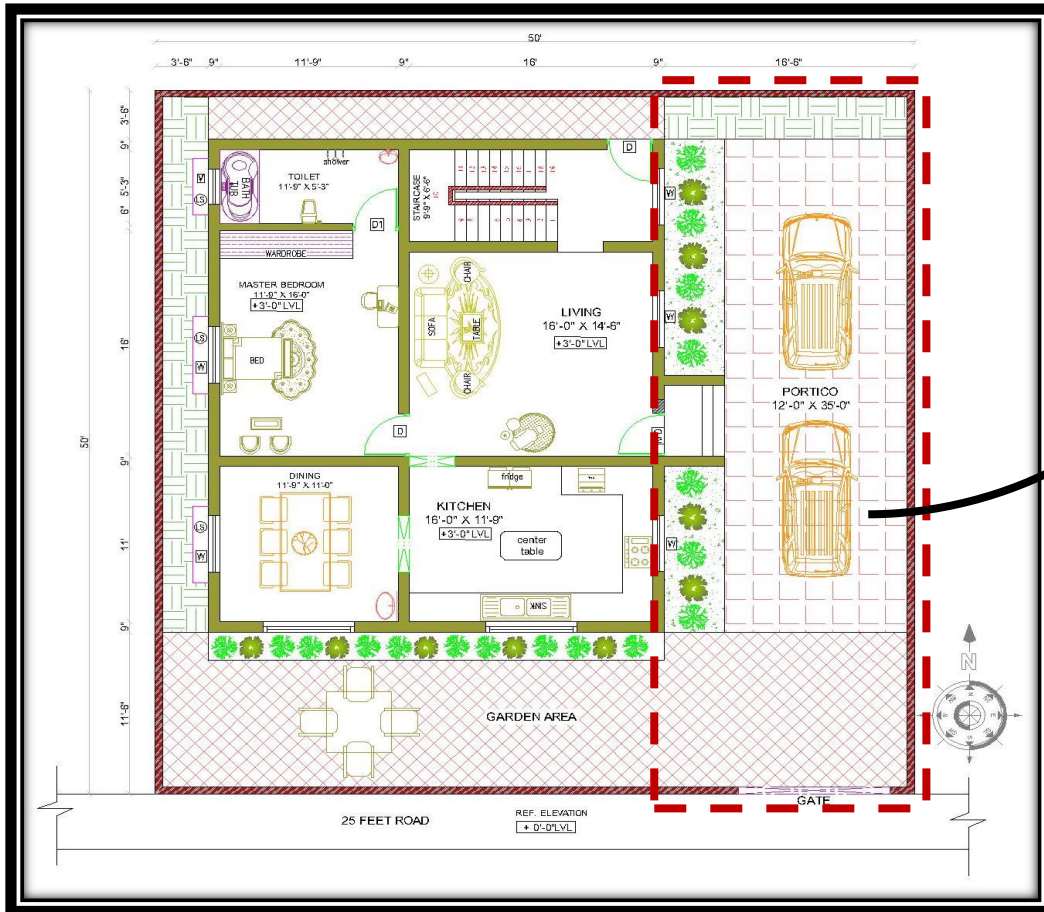 50'
3'-6" 9" 11'-9" 9" 16' 9" 16'-6"
3'-6"
9"
5'-3"
6"
16'
50'
9"
11'
9"
11'-6"
D
shower
TOILET
11'-9" X 5'-3"
BATH
TUB
LS
D1
STAIRCASE
9'-9" X 6'-6"
WARDROBE
MASTER BEDROOM
11'-9" X 16'-0"
+3'-0" LVL
LS
W
BED
SOFA
CHAIR
TABLE
CHAIR
LIVING
16'-0" X 14'-6"
+3'-0" LVL
W
W
D
PORTICO
12'-0" X 35'-0"
DINING
11'-9" X 11'-0"
LS
W
fridge
KITCHEN
16'-0" X 11'-9"
+3'-0" LVL
center
table
SINK
W
N
GARDEN AREA
GATE
25 FEET ROAD
REF. ELEVATION
+ 0'-0"LVL